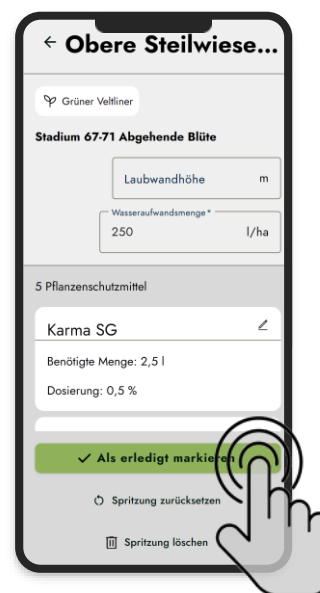 Obere Steilwiese...
Grüner Veltliner
Stadium 67-71 Abgehende Blüte
Laubwandhöhe m
Wasseraufwandsmenge*
250 l/ha
5 Pflanzenschutzmittel
Karma SG
Benötigte Menge: 2,5 l
Dosierung: 0,5 %
Als erledigt markieren
Spritzung zurücksetzen
Spritzung löschen